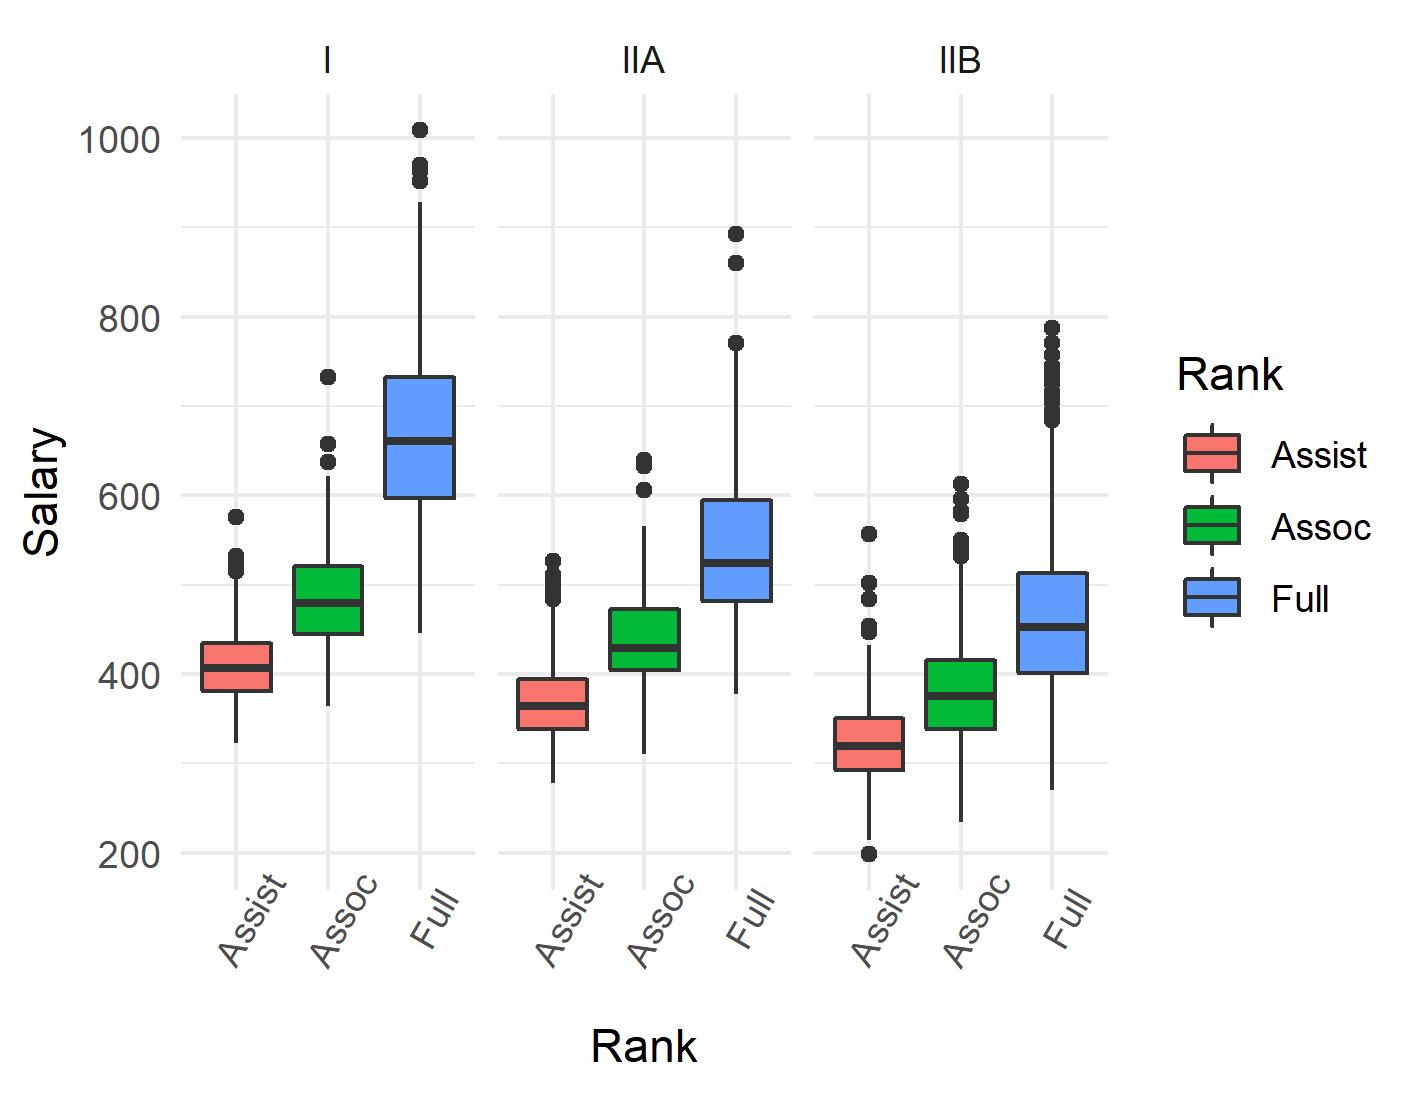 I
IIA
IIB
1000
800
600
400
200
Salary
Assist
Assoc
Full
Assist
Assoc
Full
Assist
Assoc
Full
Rank
Rank
Assist
Assoc
Full